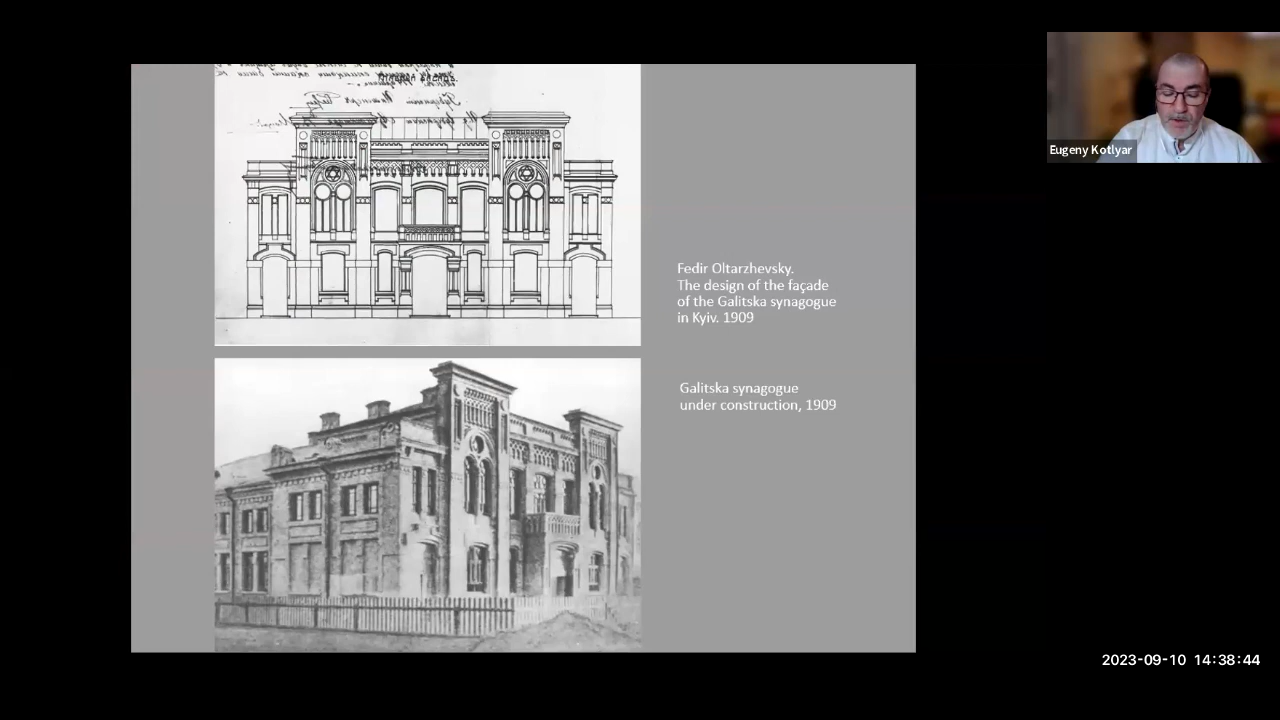 Eugeny Kotlyar
Fedir Oltarzhevsky.
The design of the façade
of the Galitska synagogue
in Kyiv. 1909
Galitska synagogue
under construction, 1909
2023-09-10 14:38:44